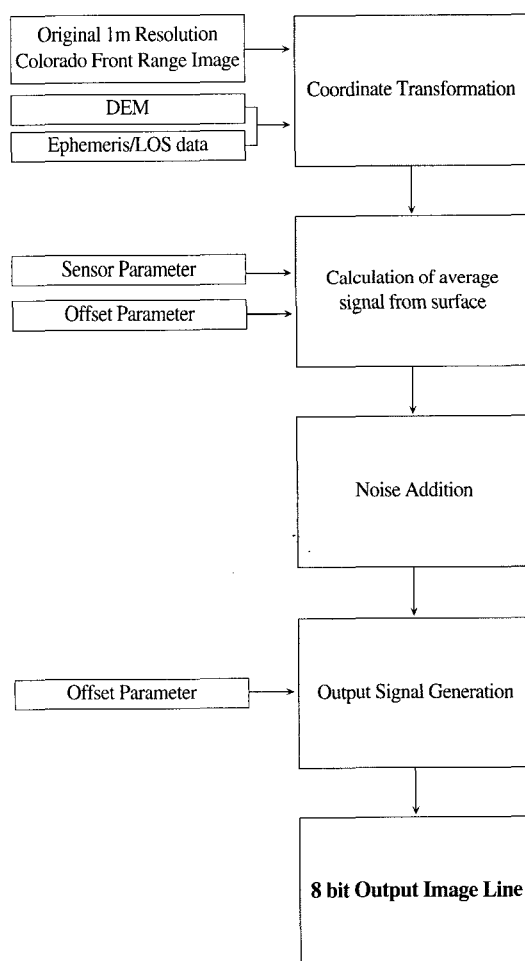 Original 1m Resolution
Colorado Front Range Image
Coordinate Transformation
DEM
Ephemeris/LOS data
Sensor Parameter
Calculation of average
signal from surface
Offset Parameter
Noise Addition
Offset Parameter
Output Signal Generation
8 bit Output Image Line